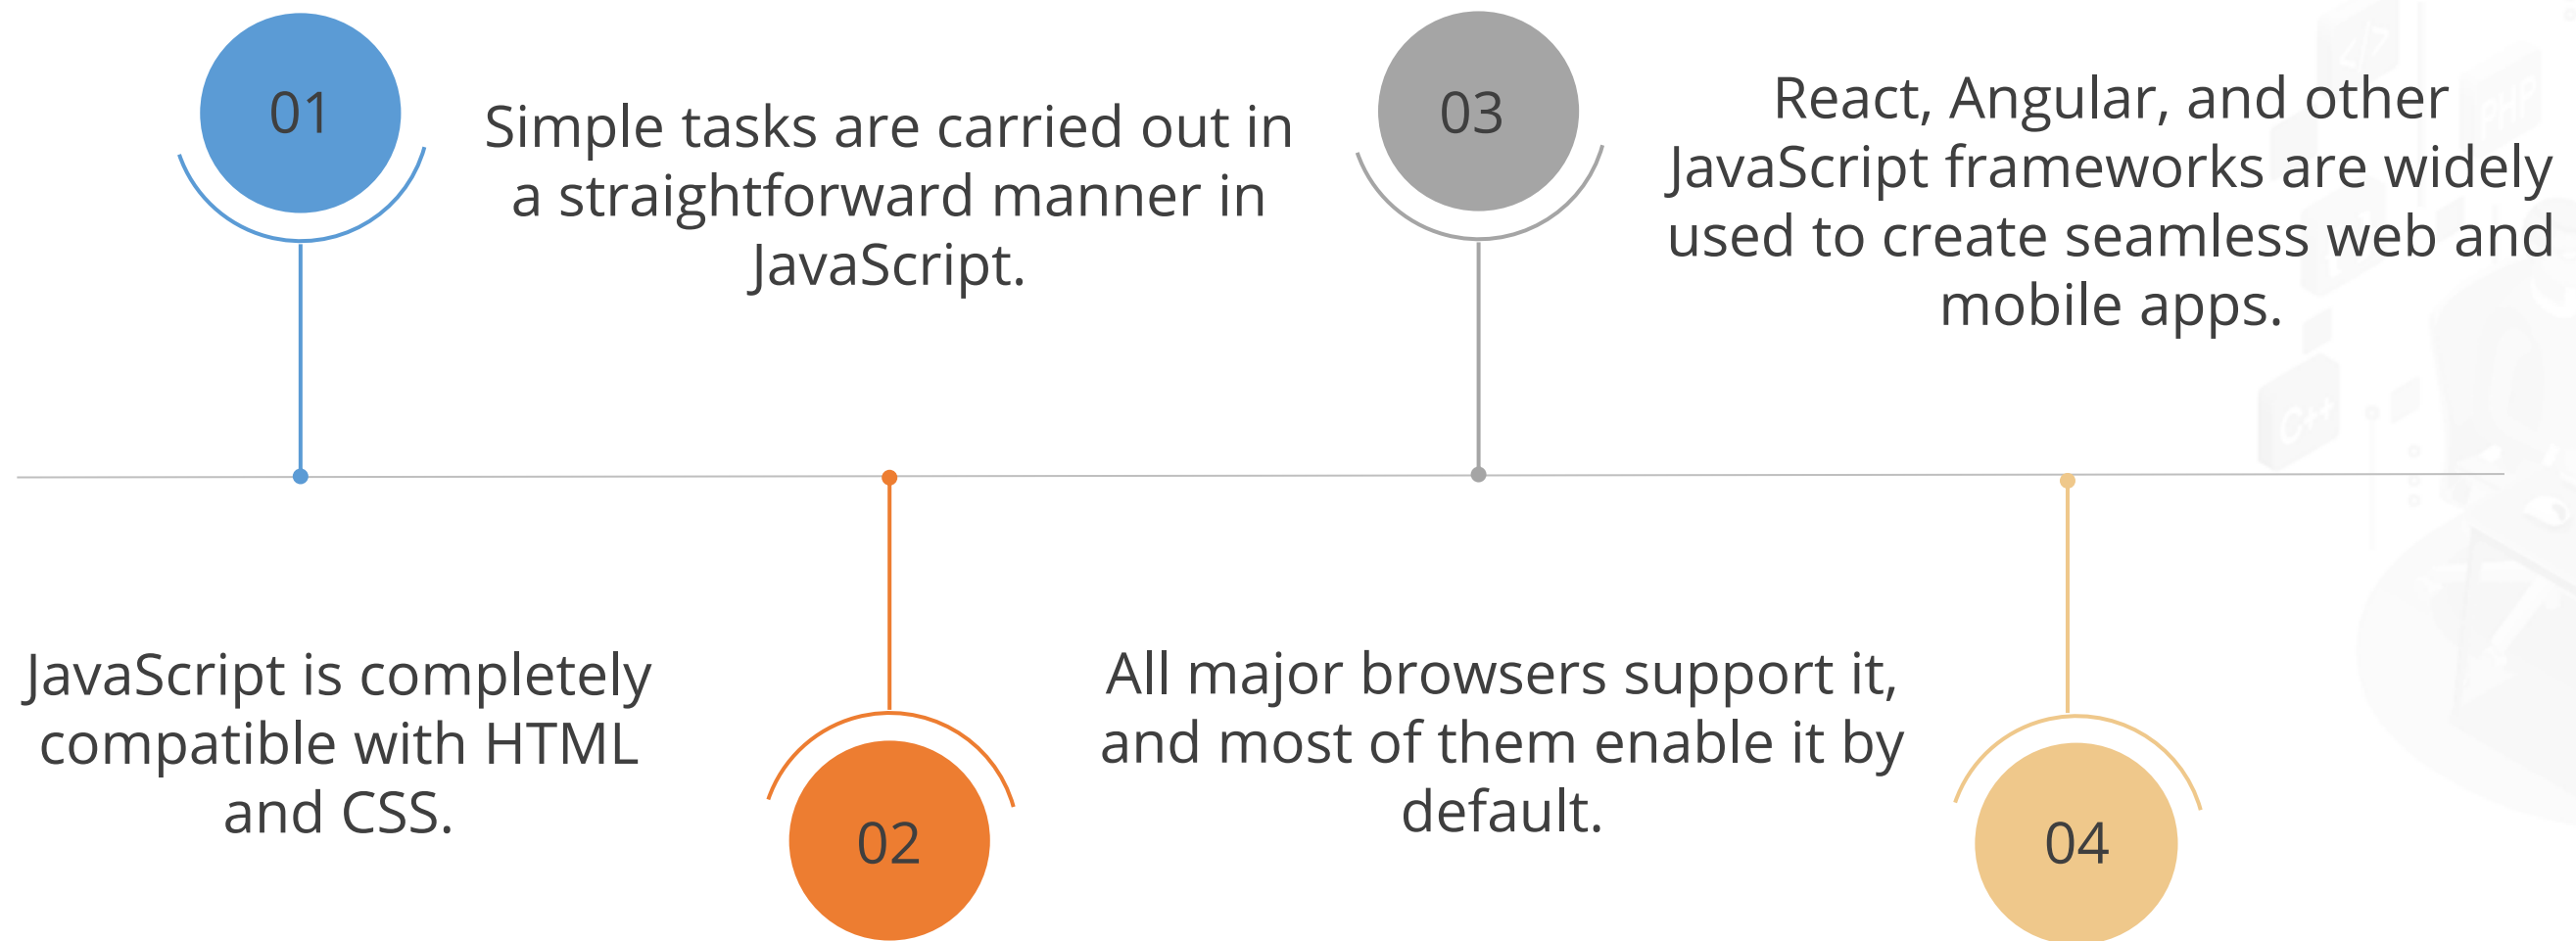 01
JavaScript is completely
compatible with HTML
and CSS.
Simple tasks are carried out in
a straightforward manner in
JavaScript.
02
03
All major browsers support it,
and most of them enable it by
default.
React, Angular, and other
JavaScript frameworks are widely
used to create seamless web and
mobile apps.
04
</>
PHP
C++